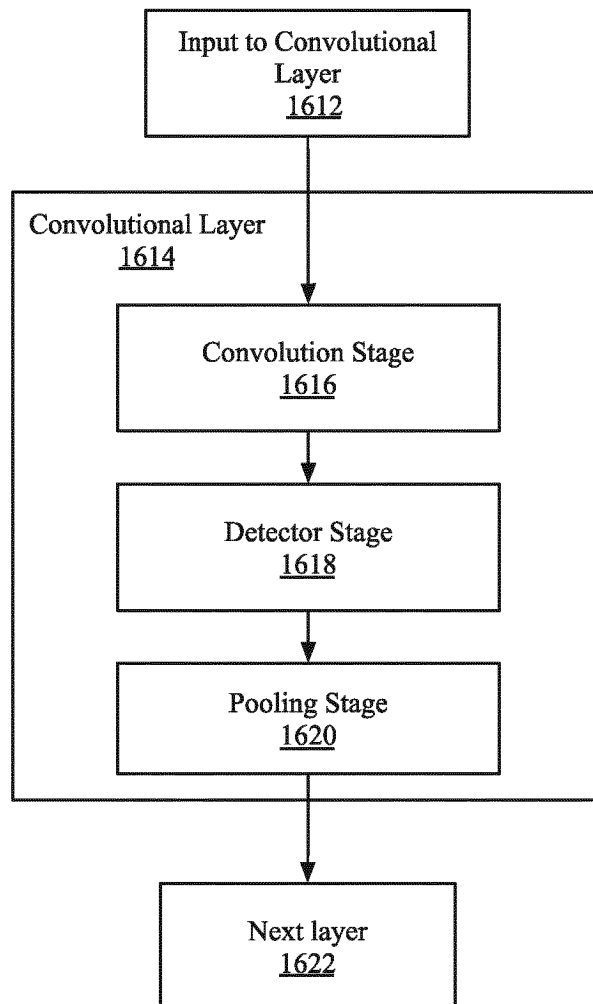 Input to Convolutional
Layer
1612
Convolutional Layer
1614
Convolution Stage
1616
Detector Stage
1618
Pooling Stage
1620
Next layer
1622